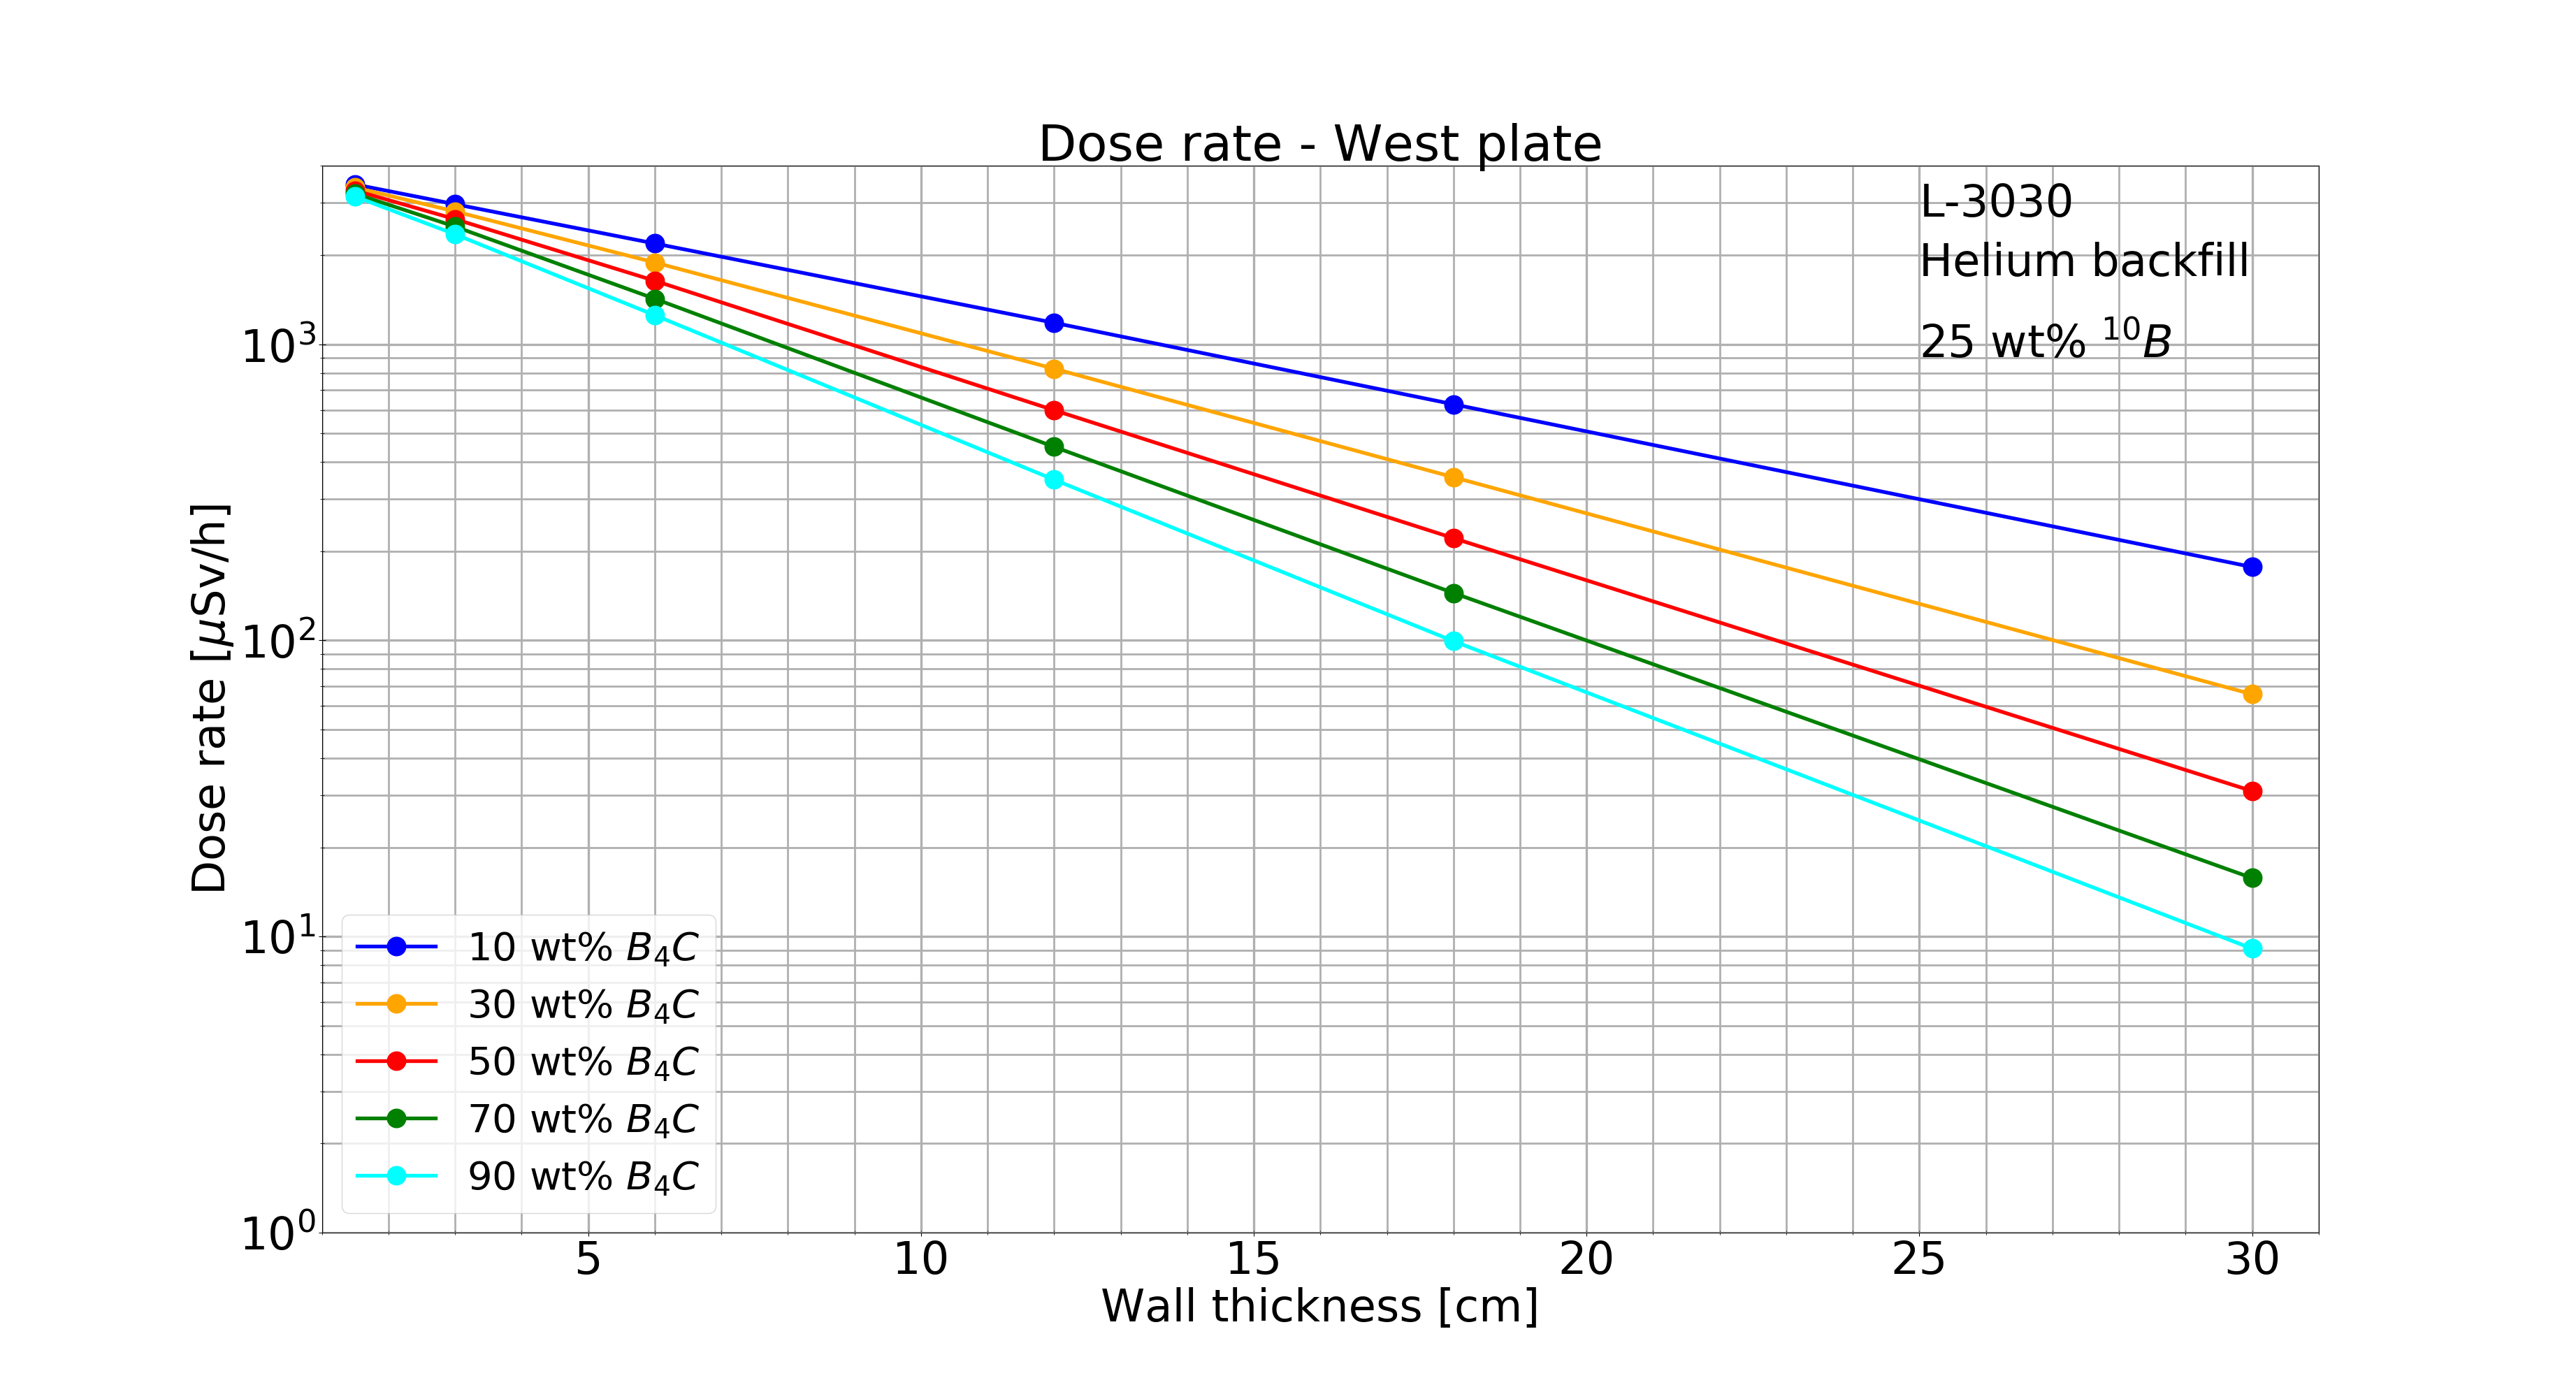 Dose rate - West plate
L-3030
Helium backfill
25 wt% ¹⁰B
Dose rate [μSv/h]
10³
10²
10¹
10⁰
10 wt% B₄C
30 wt% B₄C
50 wt% B₄C
70 wt% B₄C
90 wt% B₄C
5 10 15 20 25 30
Wall thickness [cm]